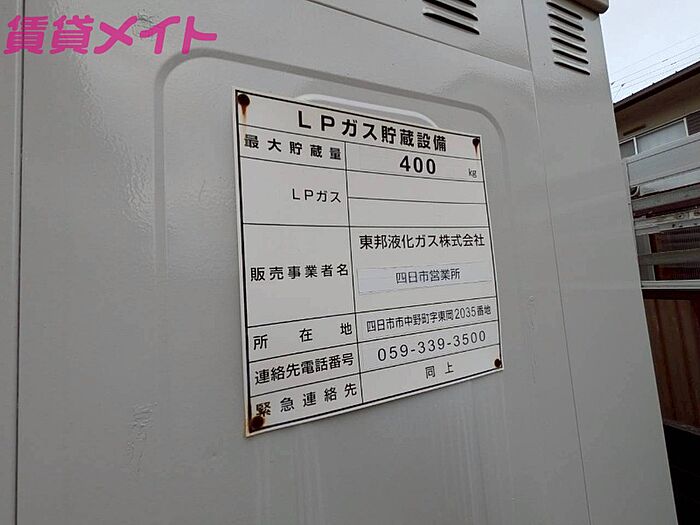 賃貸メイト
LPガス貯蔵設備
最大貯蔵量 400 kg
LPガス
販売事業者名 東邦液化ガス株式会社
四日市営業所
所在地 四日市市中野町字東岡2035番地
連絡先電話番号 059-339-3500
緊急連絡先 同上